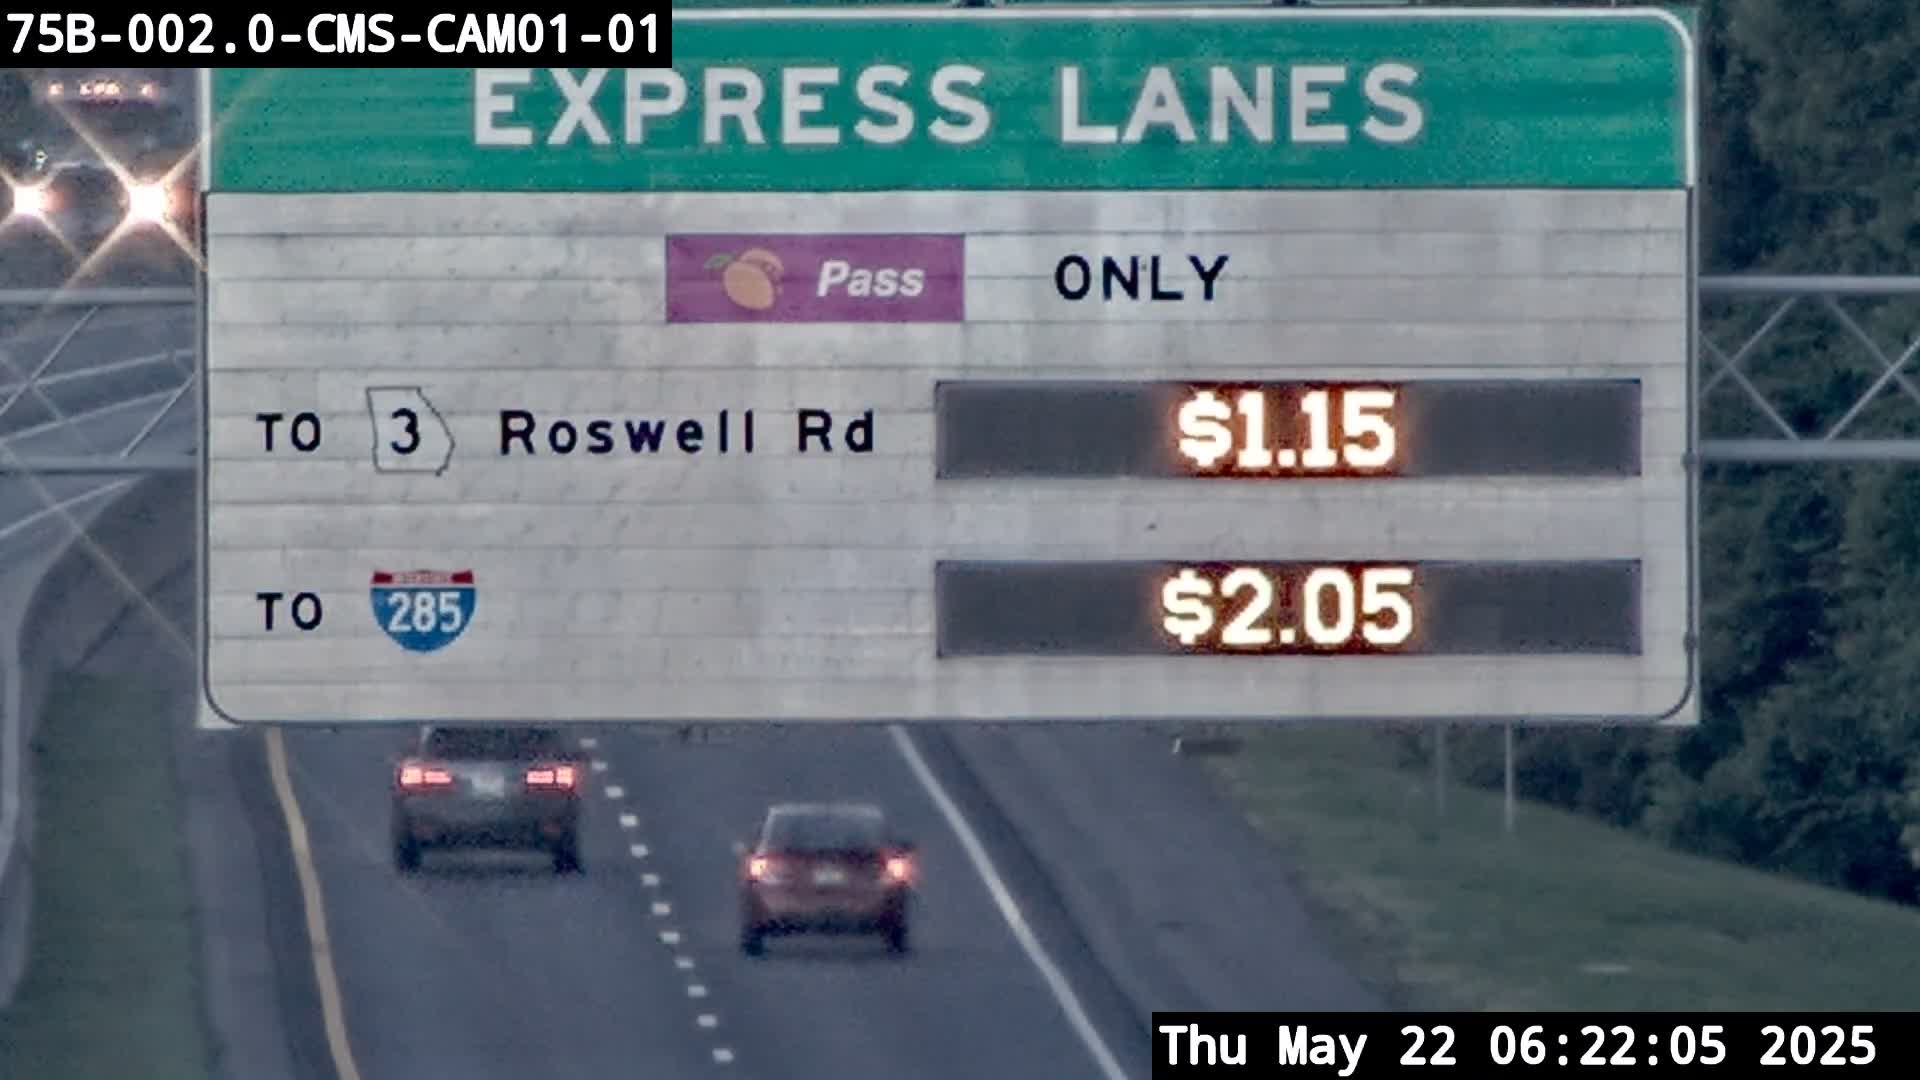 75B-002.0-CMS-CAM01-01
EXPRESS LANES
Pass ONLY
TO 3 Roswell Rd $1.15
TO 285 $2.05
Thu May 22 06:22:05 2025